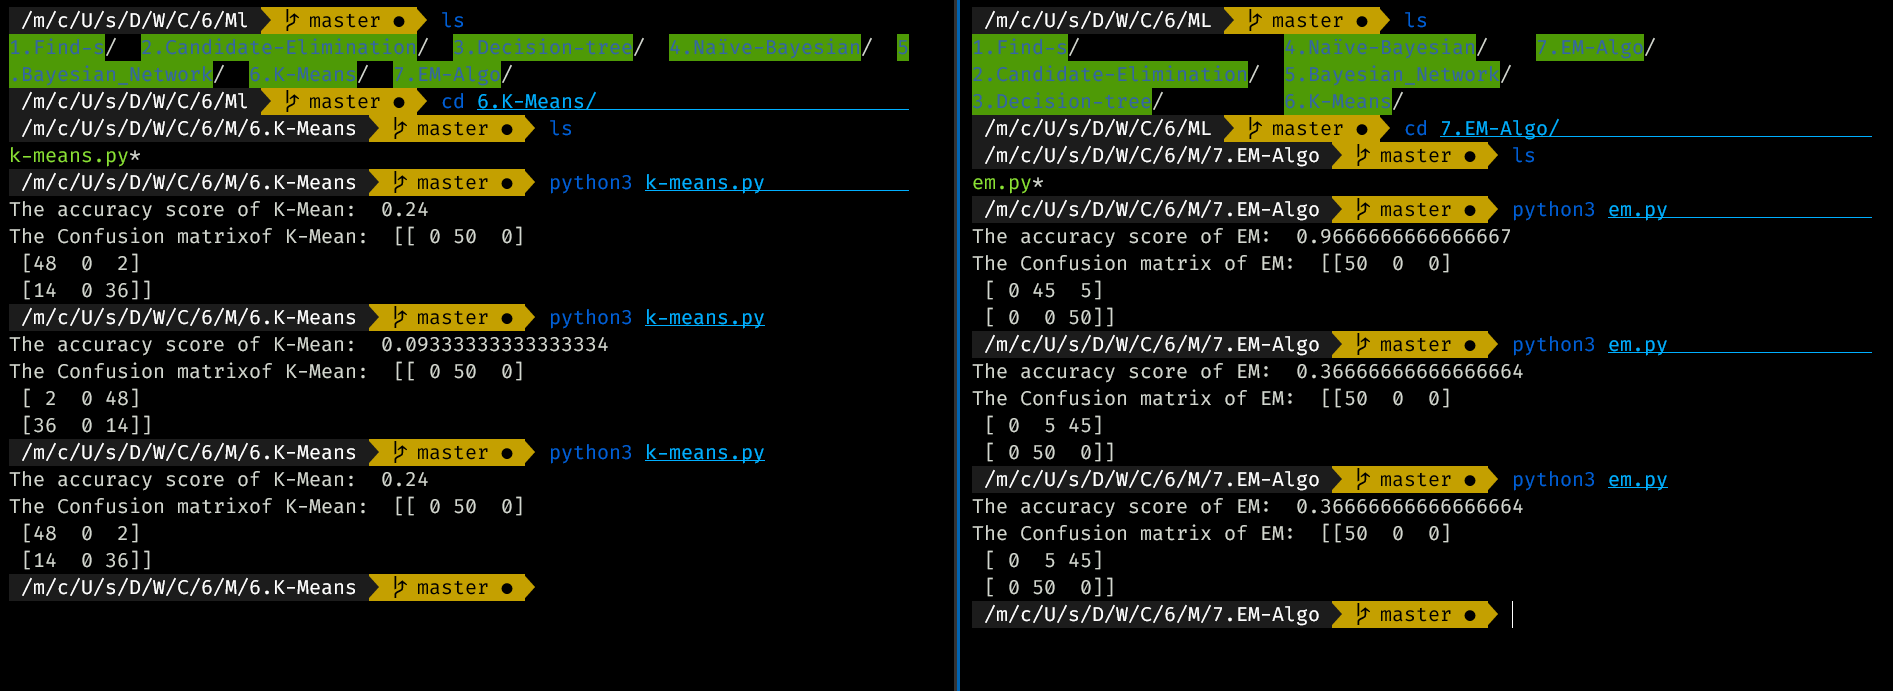 /m/c/U/s/D/W/C/6/Ml master ● ls
1.Find-s/  2.Candidate-Elimination/  3.Decision-tree/  4.Naïve-Bayesian/  5
.Bayesian_Network/  6.K-Means/  7.EM-Algo/
/m/c/U/s/D/W/C/6/Ml master ● cd 6.K-Means/
/m/c/U/s/D/W/C/6/M/6.K-Means master ● ls
k-means.py*
/m/c/U/s/D/W/C/6/M/6.K-Means master ● python3 k-means.py
The accuracy score of K-Mean:  0.24
The Confusion matrixof K-Mean:  [[ 0 50  0]
 [48  0  2]
 [14  0 36]]
/m/c/U/s/D/W/C/6/M/6.K-Means master ● python3 k-means.py
The accuracy score of K-Mean:  0.09333333333333334
The Confusion matrixof K-Mean:  [[ 0 50  0]
 [ 2  0 48]
 [36  0 14]]
/m/c/U/s/D/W/C/6/M/6.K-Means master ● python3 k-means.py
The accuracy score of K-Mean:  0.24
The Confusion matrixof K-Mean:  [[ 0 50  0]
 [48  0  2]
 [14  0 36]]
/m/c/U/s/D/W/C/6/M/6.K-Means master ●
/m/c/U/s/D/W/C/6/ML master ● ls
1.Find-s/  4.Naïve-Bayesian/  7.EM-Algo/
2.Candidate-Elimination/  5.Bayesian_Network/
3.Decision-tree/  6.K-Means/
/m/c/U/s/D/W/C/6/ML master ● cd 7.EM-Algo/
/m/c/U/s/D/W/C/6/M/7.EM-Algo master ● ls
em.py*
/m/c/U/s/D/W/C/6/M/7.EM-Algo master ● python3 em.py
The accuracy score of EM:  0.9666666666666667
The Confusion matrix of EM:  [[50  0  0]
 [ 0 45  5]
 [ 0  0 50]]
/m/c/U/s/D/W/C/6/M/7.EM-Algo master ● python3 em.py
The accuracy score of EM:  0.36666666666666664
The Confusion matrix of EM:  [[50  0  0]
 [ 0  5 45]
 [ 0 50  0]]
/m/c/U/s/D/W/C/6/M/7.EM-Algo master ● python3 em.py
The accuracy score of EM:  0.36666666666666664
The Confusion matrix of EM:  [[50  0  0]
 [ 0  5 45]
 [ 0 50  0]]
/m/c/U/s/D/W/C/6/M/7.EM-Algo master ●